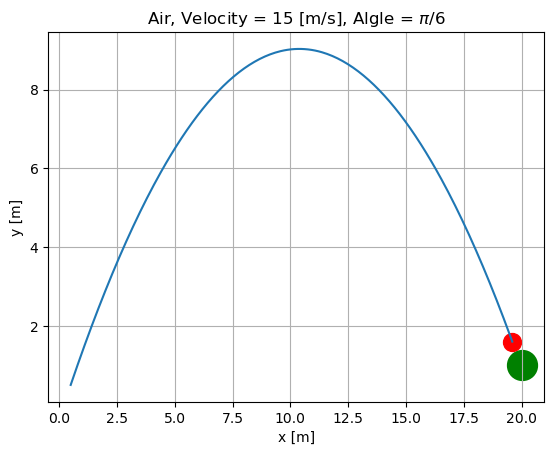 Air, Velocity = 15 [m/s], Algle = π/6
y [m]
8
6
4
2
0.0 2.5 5.0 7.5 10.0 12.5 15.0 17.5 20.0
x [m]